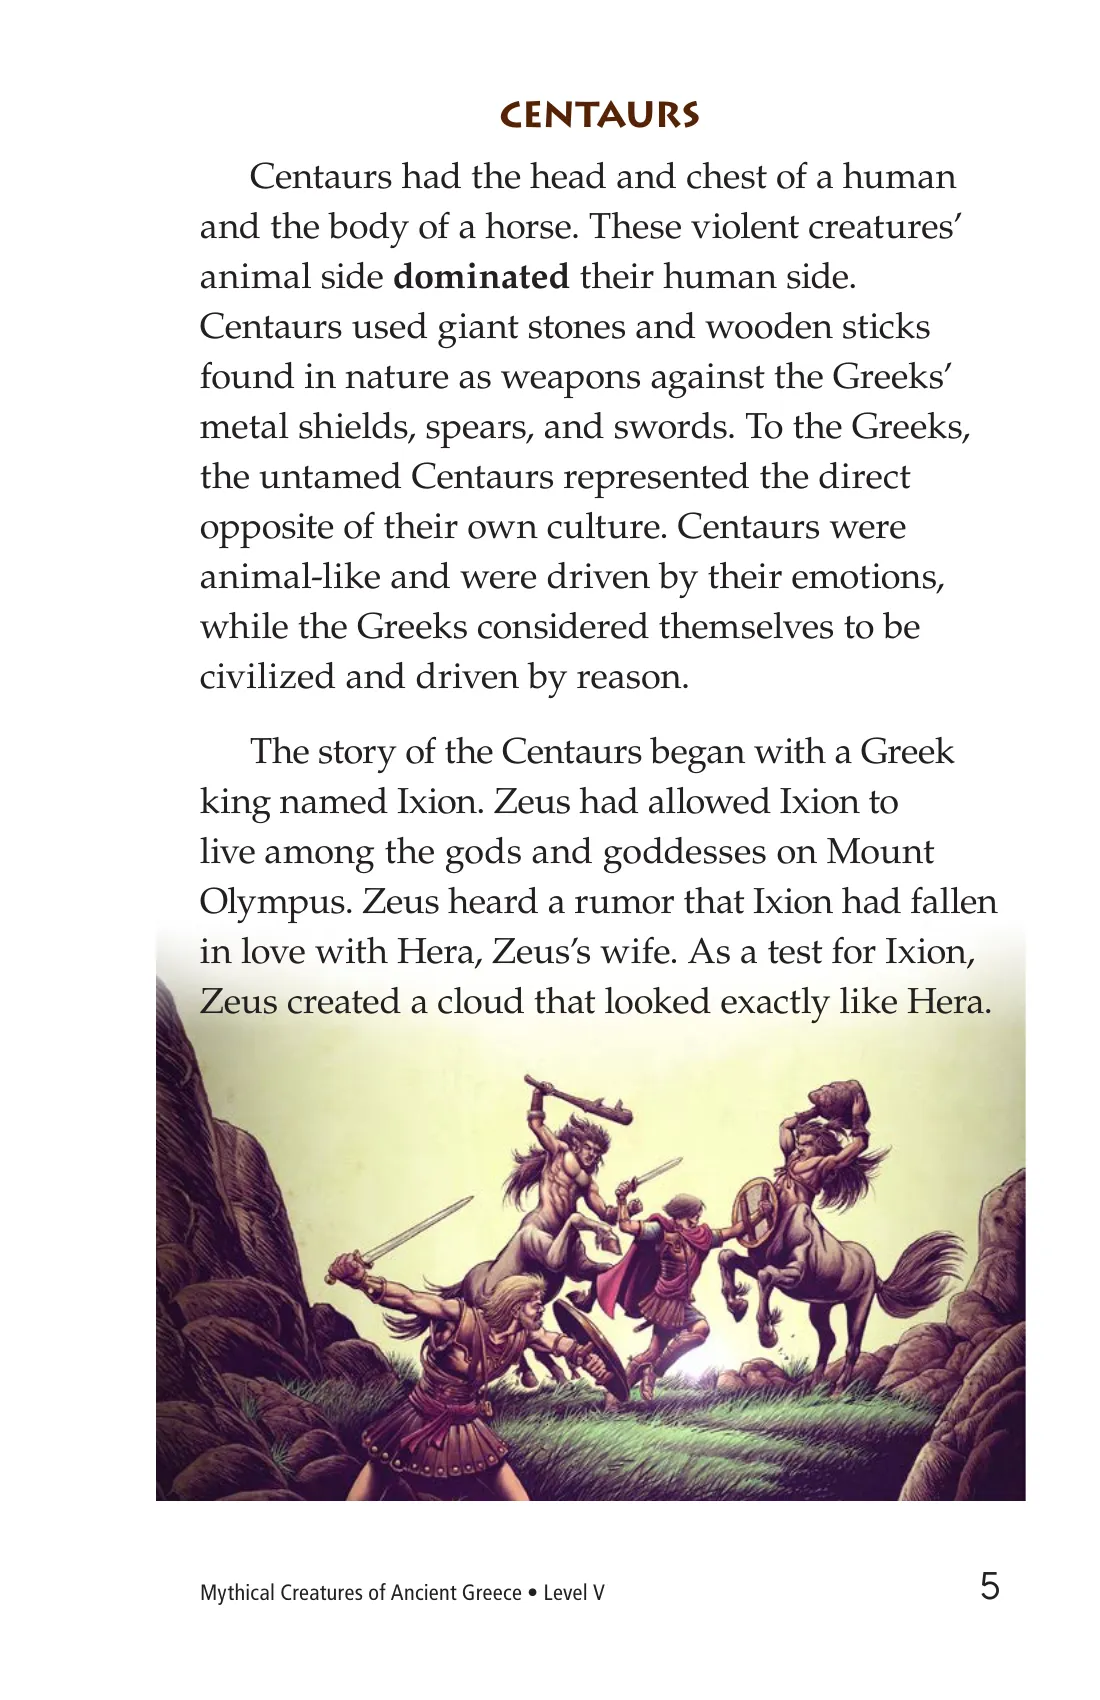 CENTAURS
Centaurs had the head and chest of a human
and the body of a horse. These violent creatures’
animal side dominated their human side.
Centaurs used giant stones and wooden sticks
found in nature as weapons against the Greeks’
metal shields, spears, and swords. To the Greeks,
the untamed Centaurs represented the direct
opposite of their own culture. Centaurs were
animal-like and were driven by their emotions,
while the Greeks considered themselves to be
civilized and driven by reason.
The story of the Centaurs began with a Greek
king named Ixion. Zeus had allowed Ixion to
live among the gods and goddesses on Mount
Olympus. Zeus heard a rumor that Ixion had fallen
in love with Hera, Zeus’s wife. As a test for Ixion,
Zeus created a cloud that looked exactly like Hera.
Mythical Creatures of Ancient Greece • Level V
5